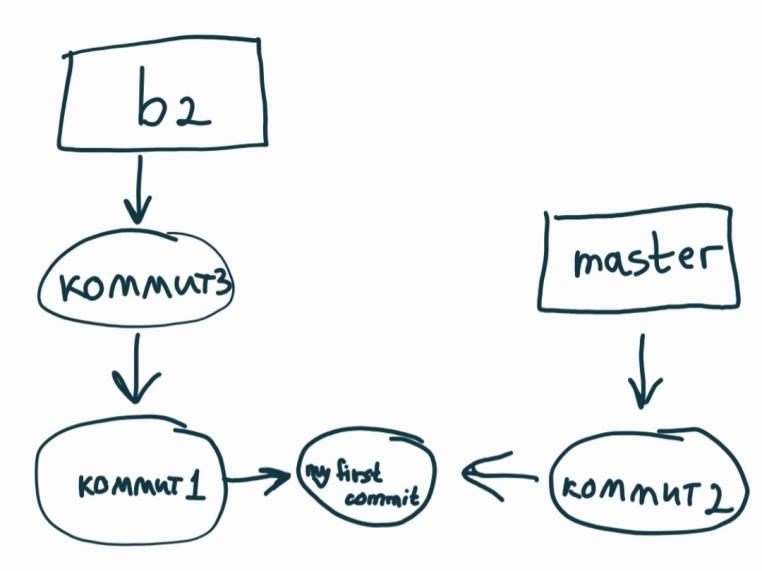 b2
коммит3
master
коммит1
my first
commit
коммит2